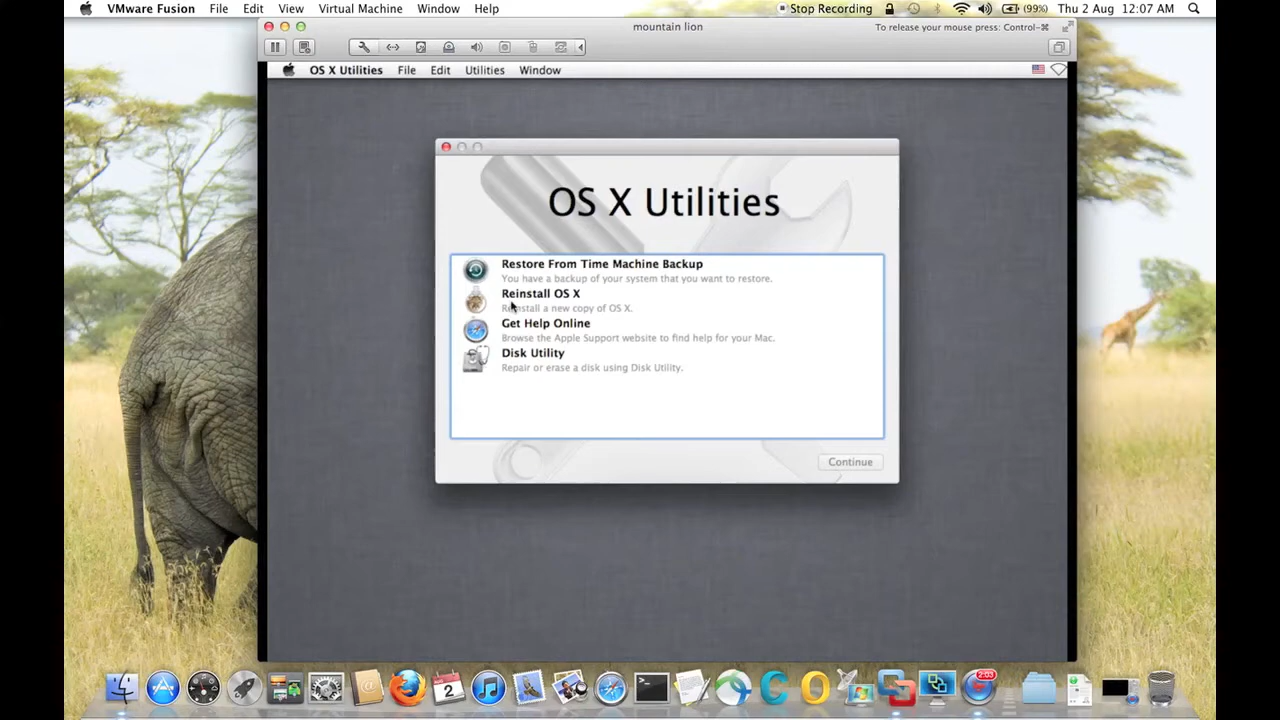 VMware Fusion File Edit View Virtual Machine Window Help Stop Recording (99%) Thu 2 Aug 12:07 AM
mountain lion To release your mouse press: Control-⌘
OS X Utilities File Edit Utilities Window
OS X Utilities
Restore From Time Machine Backup
You have a backup of your system that you want to restore.
Reinstall OS X
Reinstall a new copy of OS X.
Get Help Online
Browse the Apple Support website to find help for your Mac.
Disk Utility
Repair or erase a disk using Disk Utility.
Continue
2:03
2